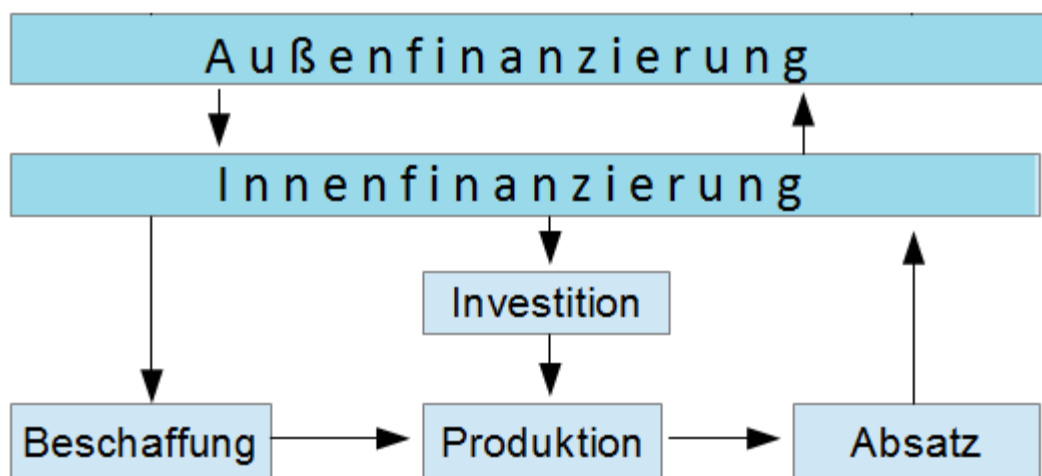 Außenfinanzierung
Innenfinanzierung
Investition
Beschaffung Produktion Absatz